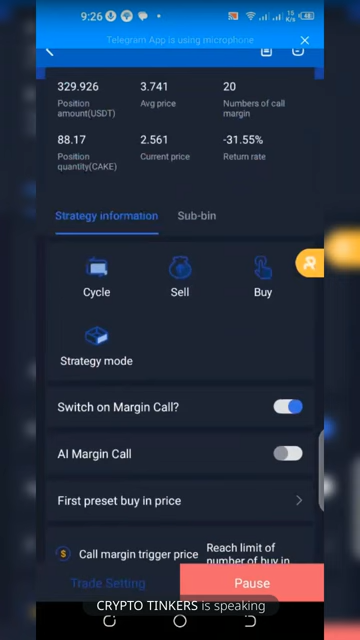 9:26
15
K/s
48
Telegram App is using microphone
329.926 3.741 20
Position amount(USDT) Avg price Numbers of call margin
88.17 2.561 -31.55%
Position quantity(CAKE) Current price Return rate
Strategy information Sub-bin
Cycle Sell Buy
Strategy mode
Switch on Margin Call?
AI Margin Call
First preset buy in price
Call margin trigger price Reach limit of number of buy in
Trade Setting Pause
CRYPTO TINKERS is speaking